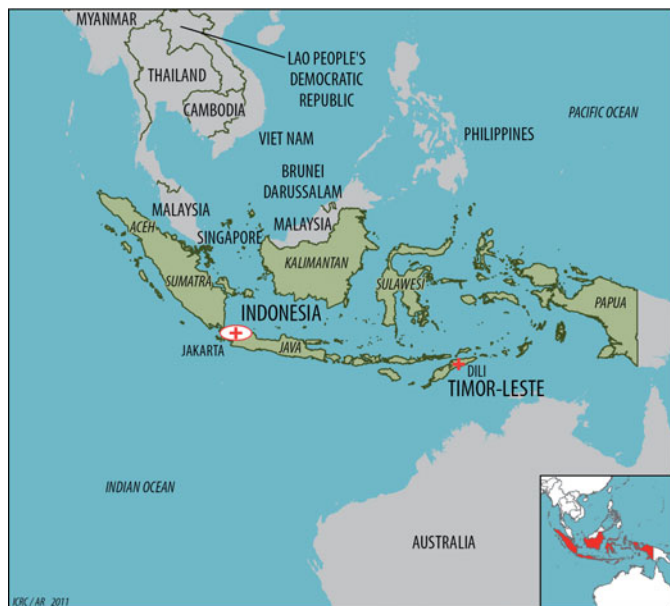 MYANMAR
LAO PEOPLE'S
DEMOCRATIC
REPUBLIC
THAILAND
CAMBODIA
PACIFIC OCEAN
VIET NAM
PHILIPPINES
BRUNEI
DARUSSALAM
MALAYSIA
MALAYSIA
ACEH
SINGAPORE
KALIMANTAN
SUMATRA
SULAWESI
PAPUA
INDONESIA
JAKARTA
JAVA
DILI
TIMOR-LESTE
INDIAN OCEAN
AUSTRALIA
ICRC / AR 2011